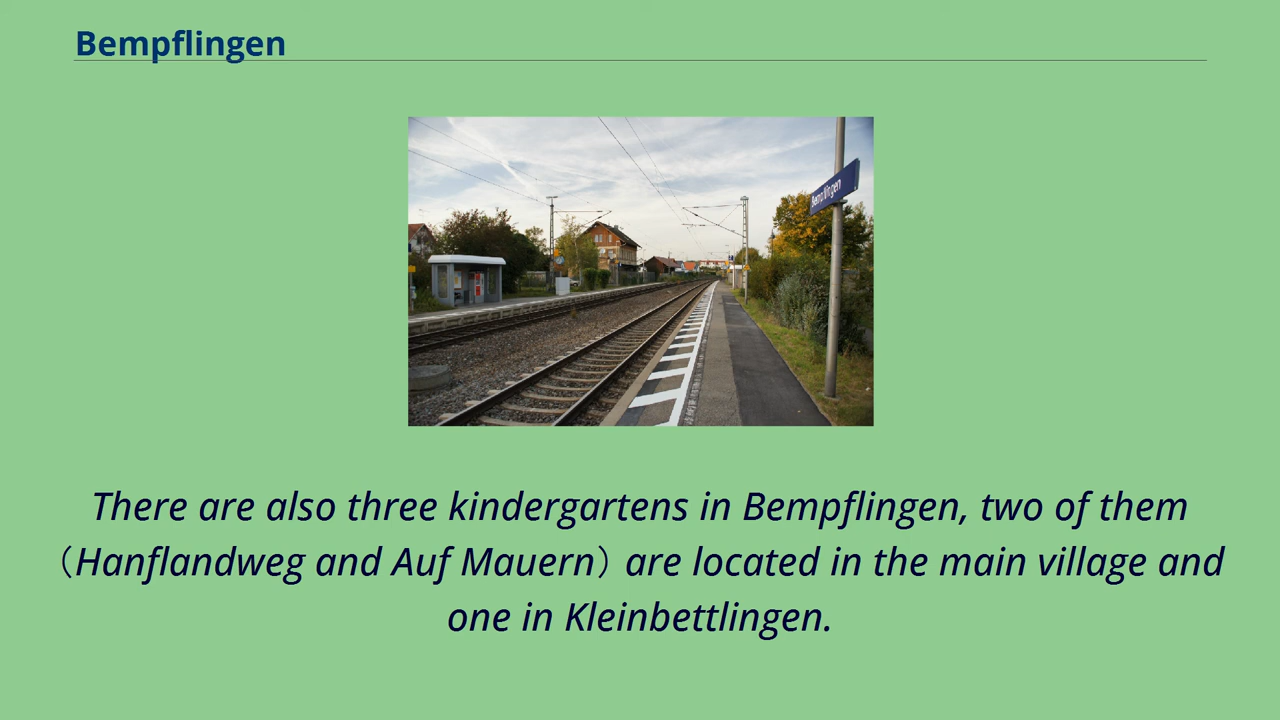 Bempflingen
Bempflingen
There are also three kindergartens in Bempflingen, two of them
（Hanflandweg and Auf Mauern）are located in the main village and
one in Kleinbettlingen.